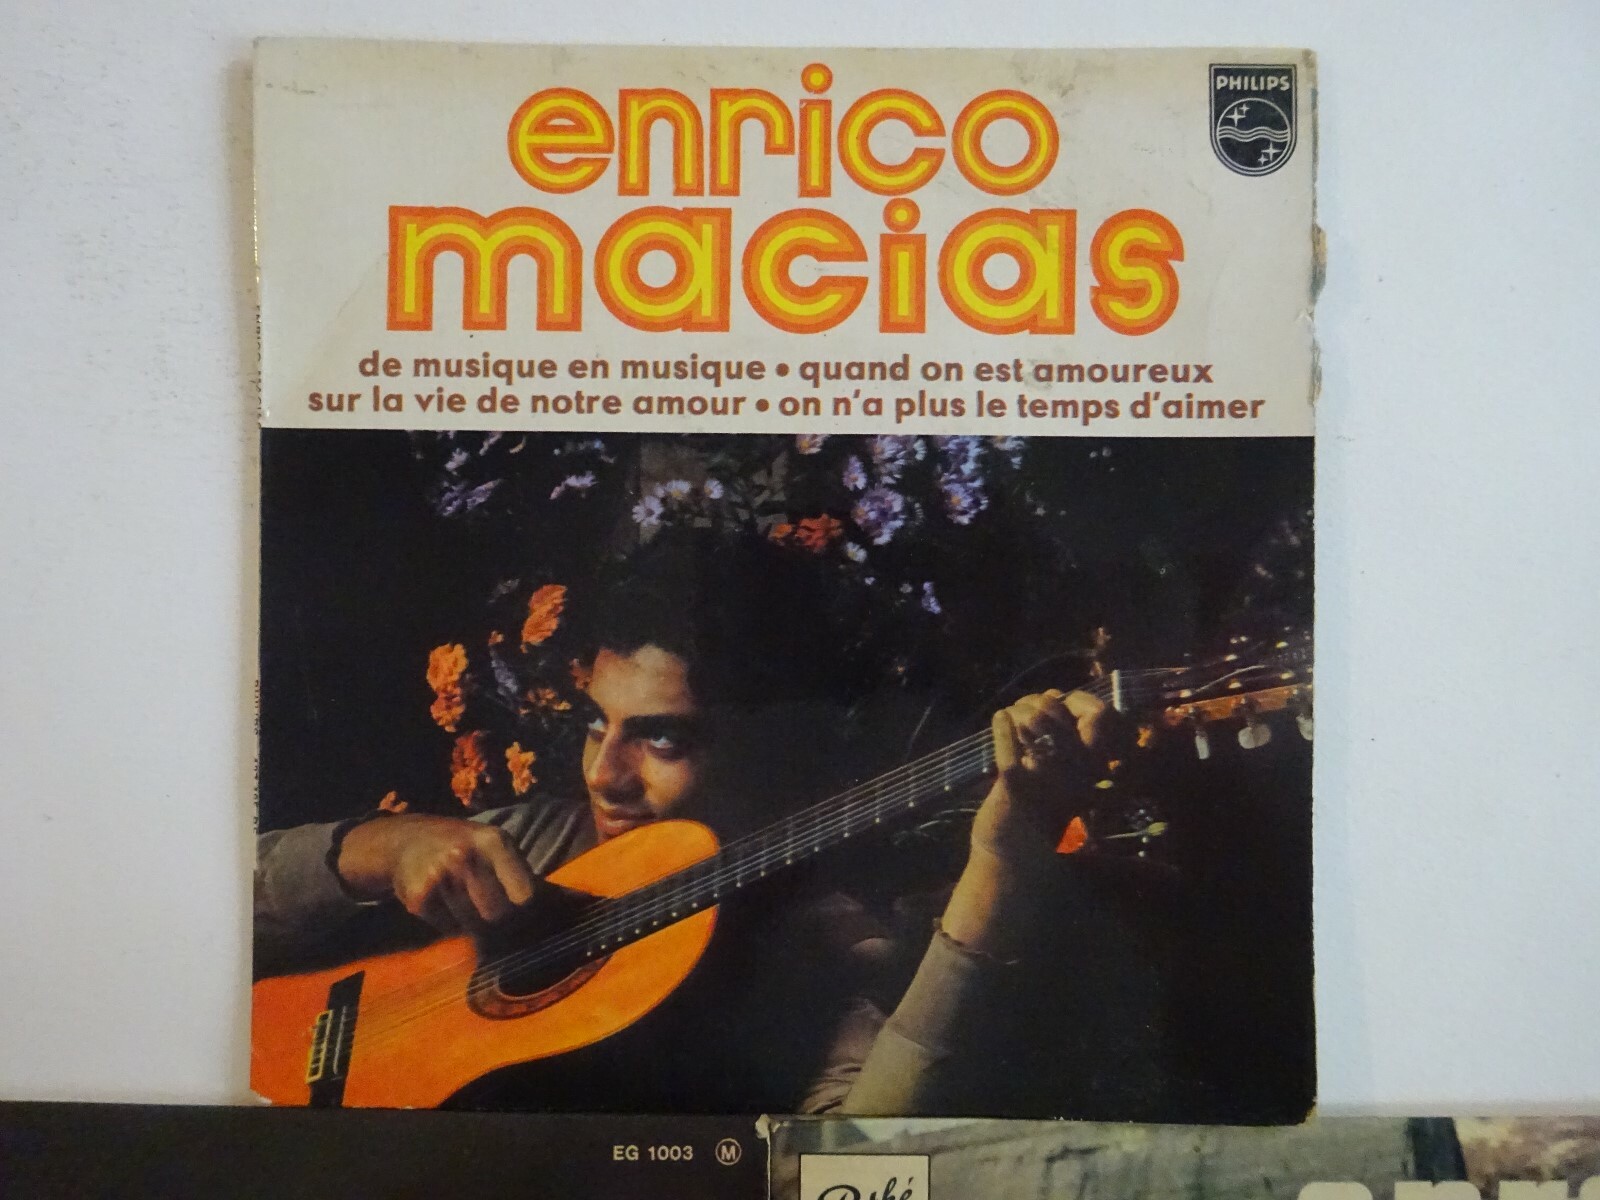 PHILIPS
enrico
macias
de musique en musique • quand on est amoureux
sur la vie de notre amour • on n'a plus le temps d'aimer
EG 1003 M
Pathé